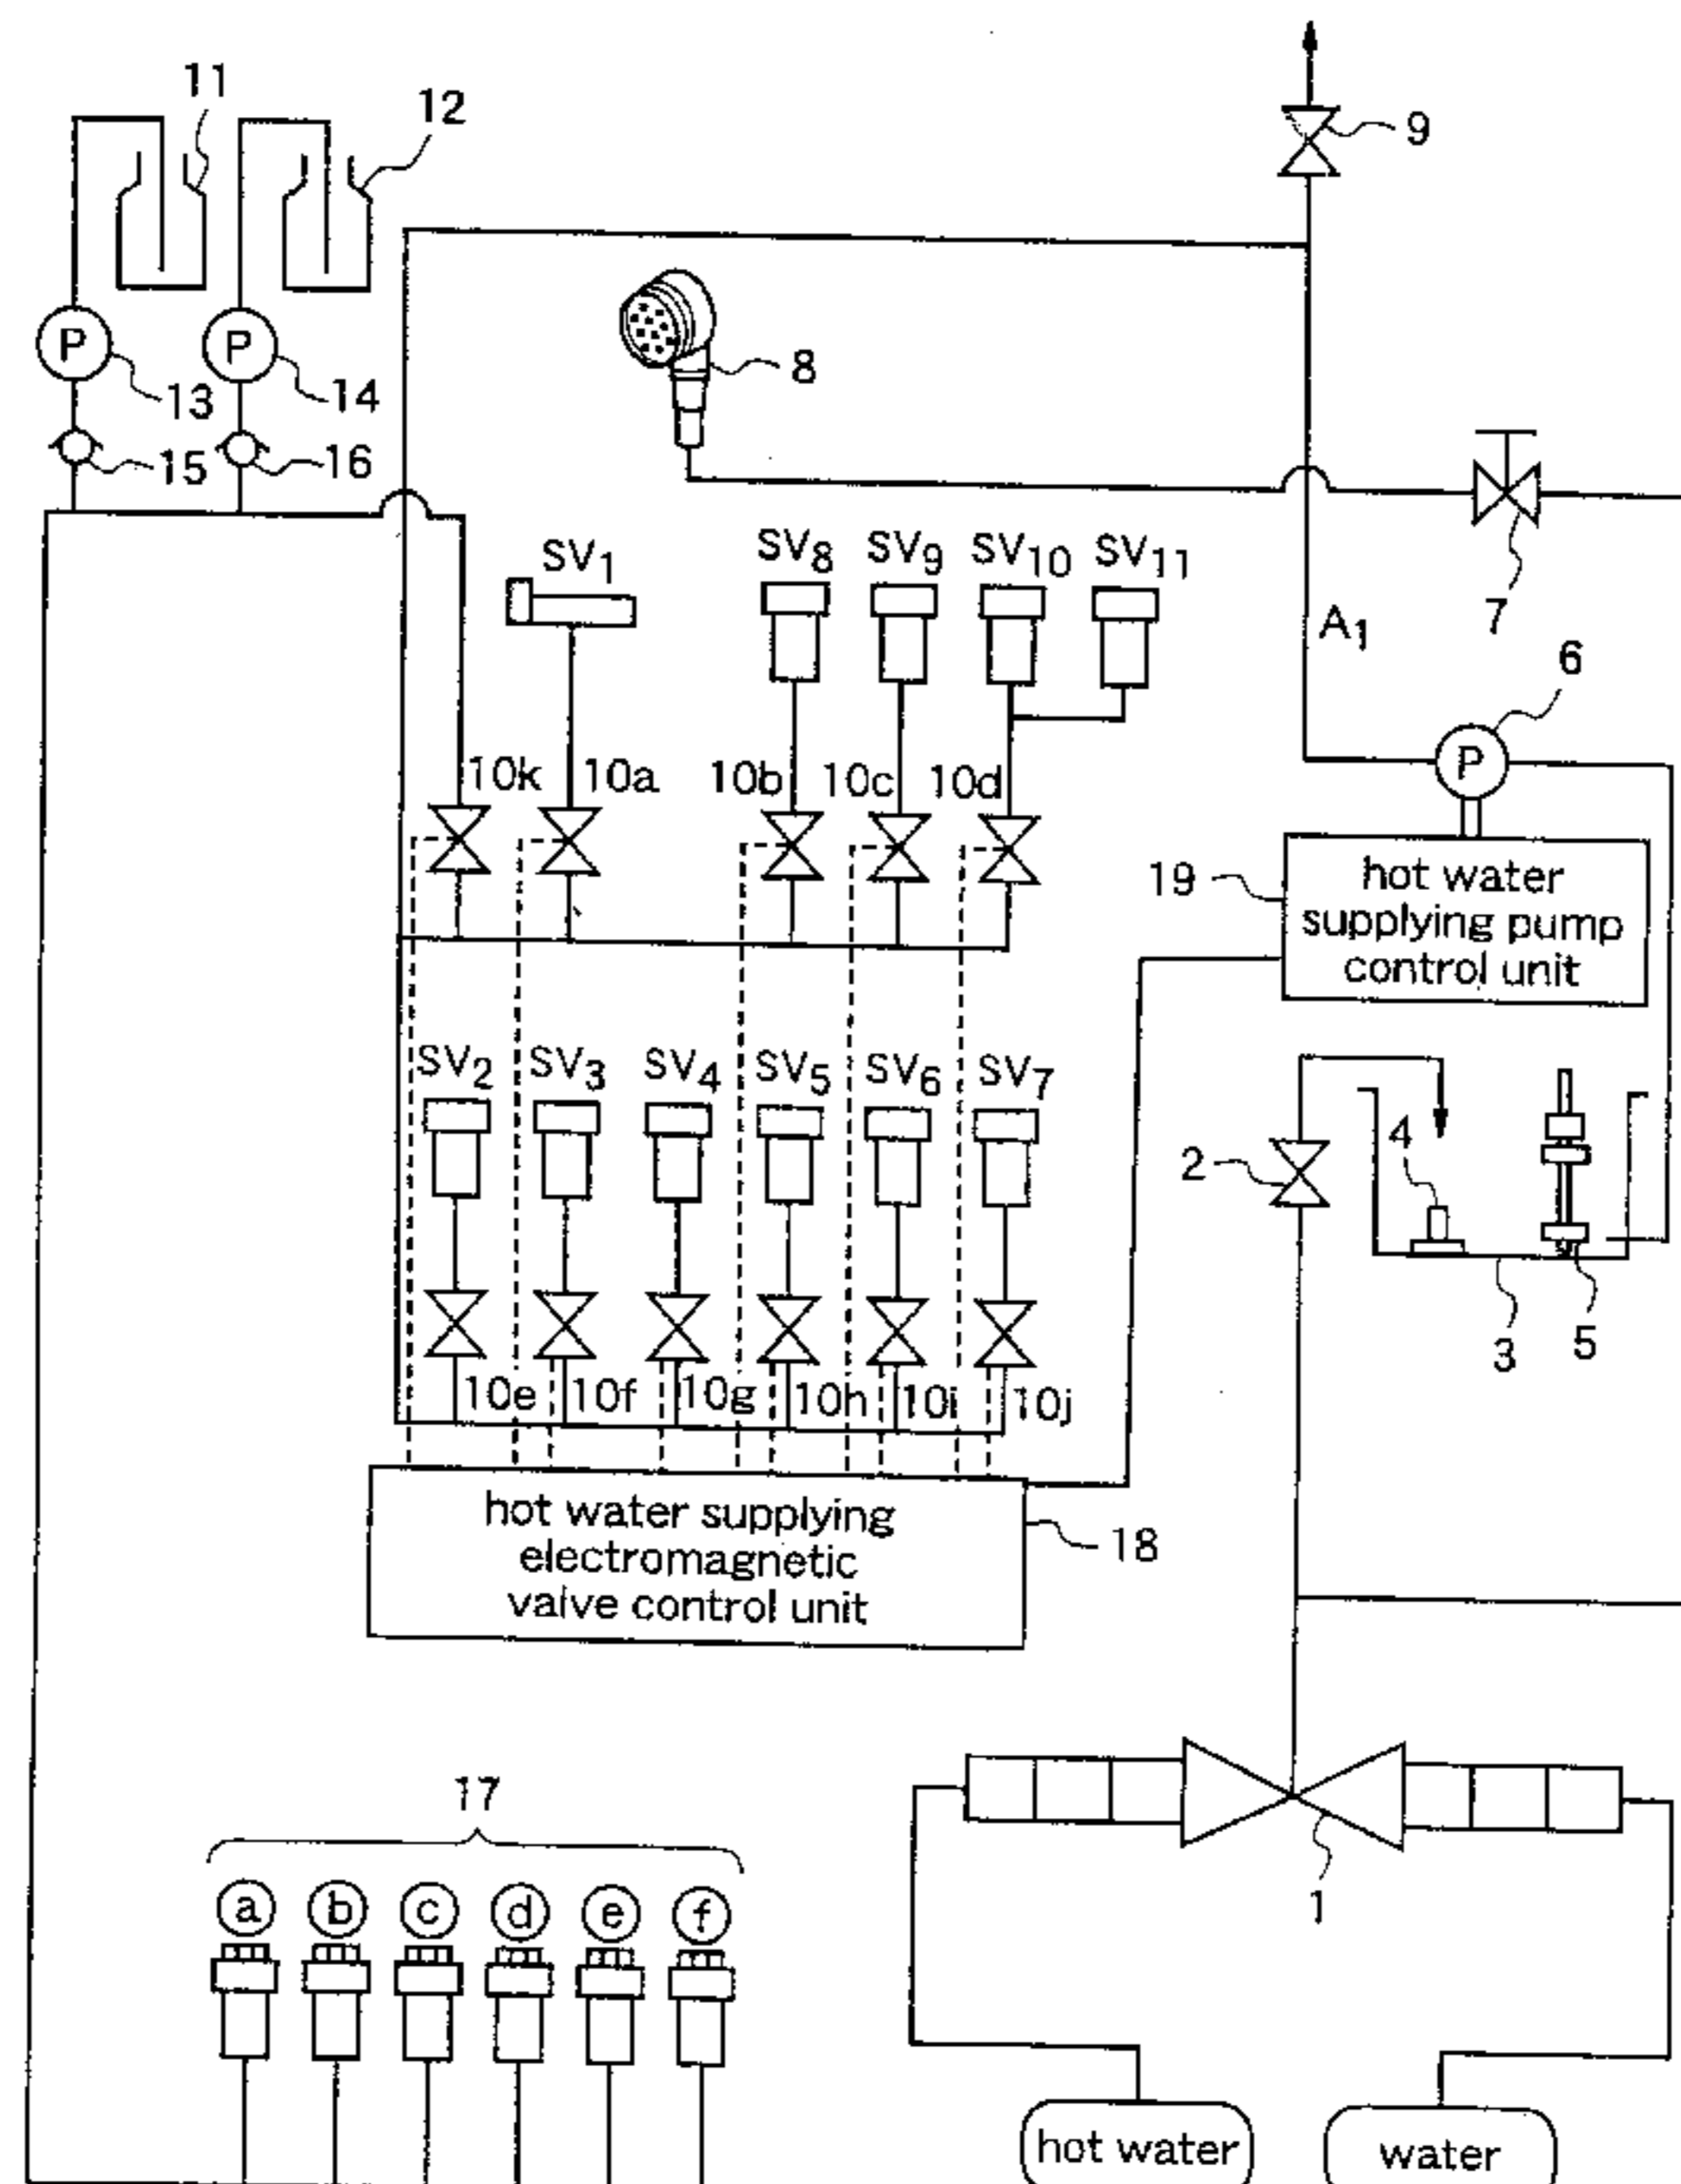 11
12
9
P
P
8
13
14
15
16
SV1
SV8
SV9
SV10
SV11
7
A1
6
P
10k
10a
10b
10c
10d
19
hot water
supplying pump
control unit
SV2
SV3
SV4
SV5
SV6
SV7
2
4
3
5
10e
10f
10g
10h
10i
10j
hot water supplying
electromagnetic
valve control unit
18
17
1
a
b
c
d
e
f
hot water
water